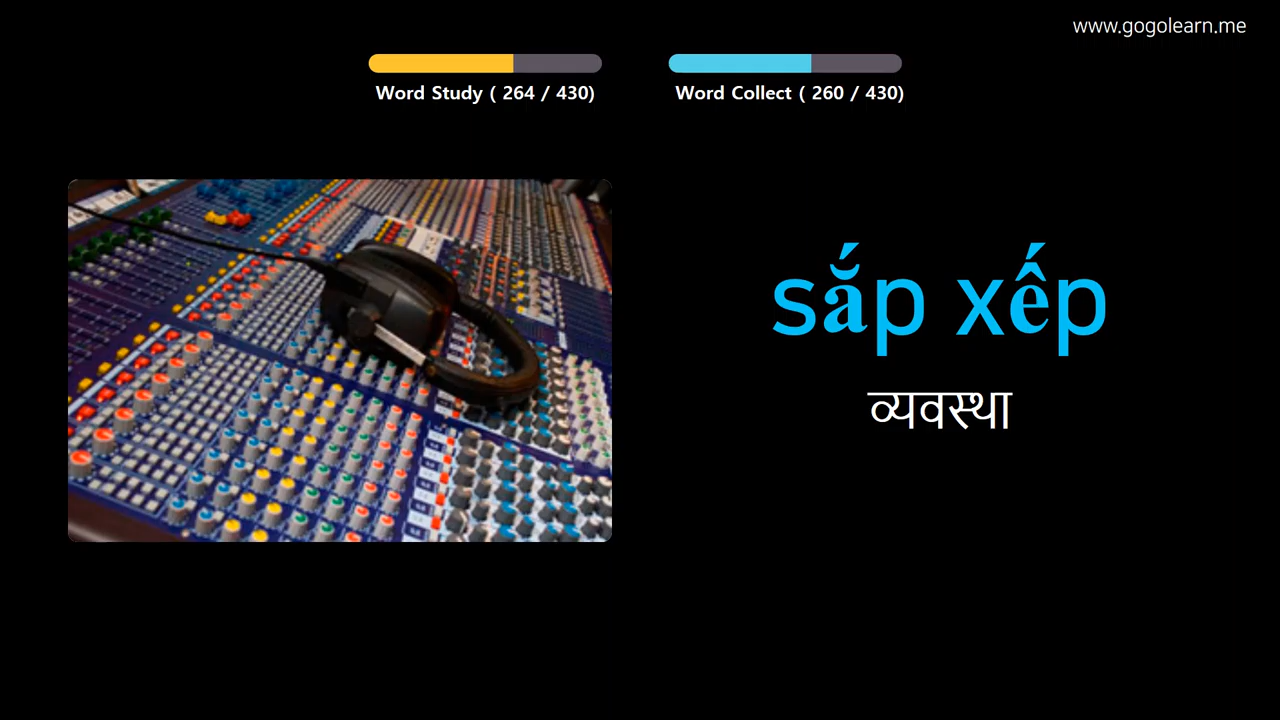 www.gogolearn.me
Word Study ( 264 / 430)
Word Collect ( 260 / 430)
sắp xếp
व्यवस्था